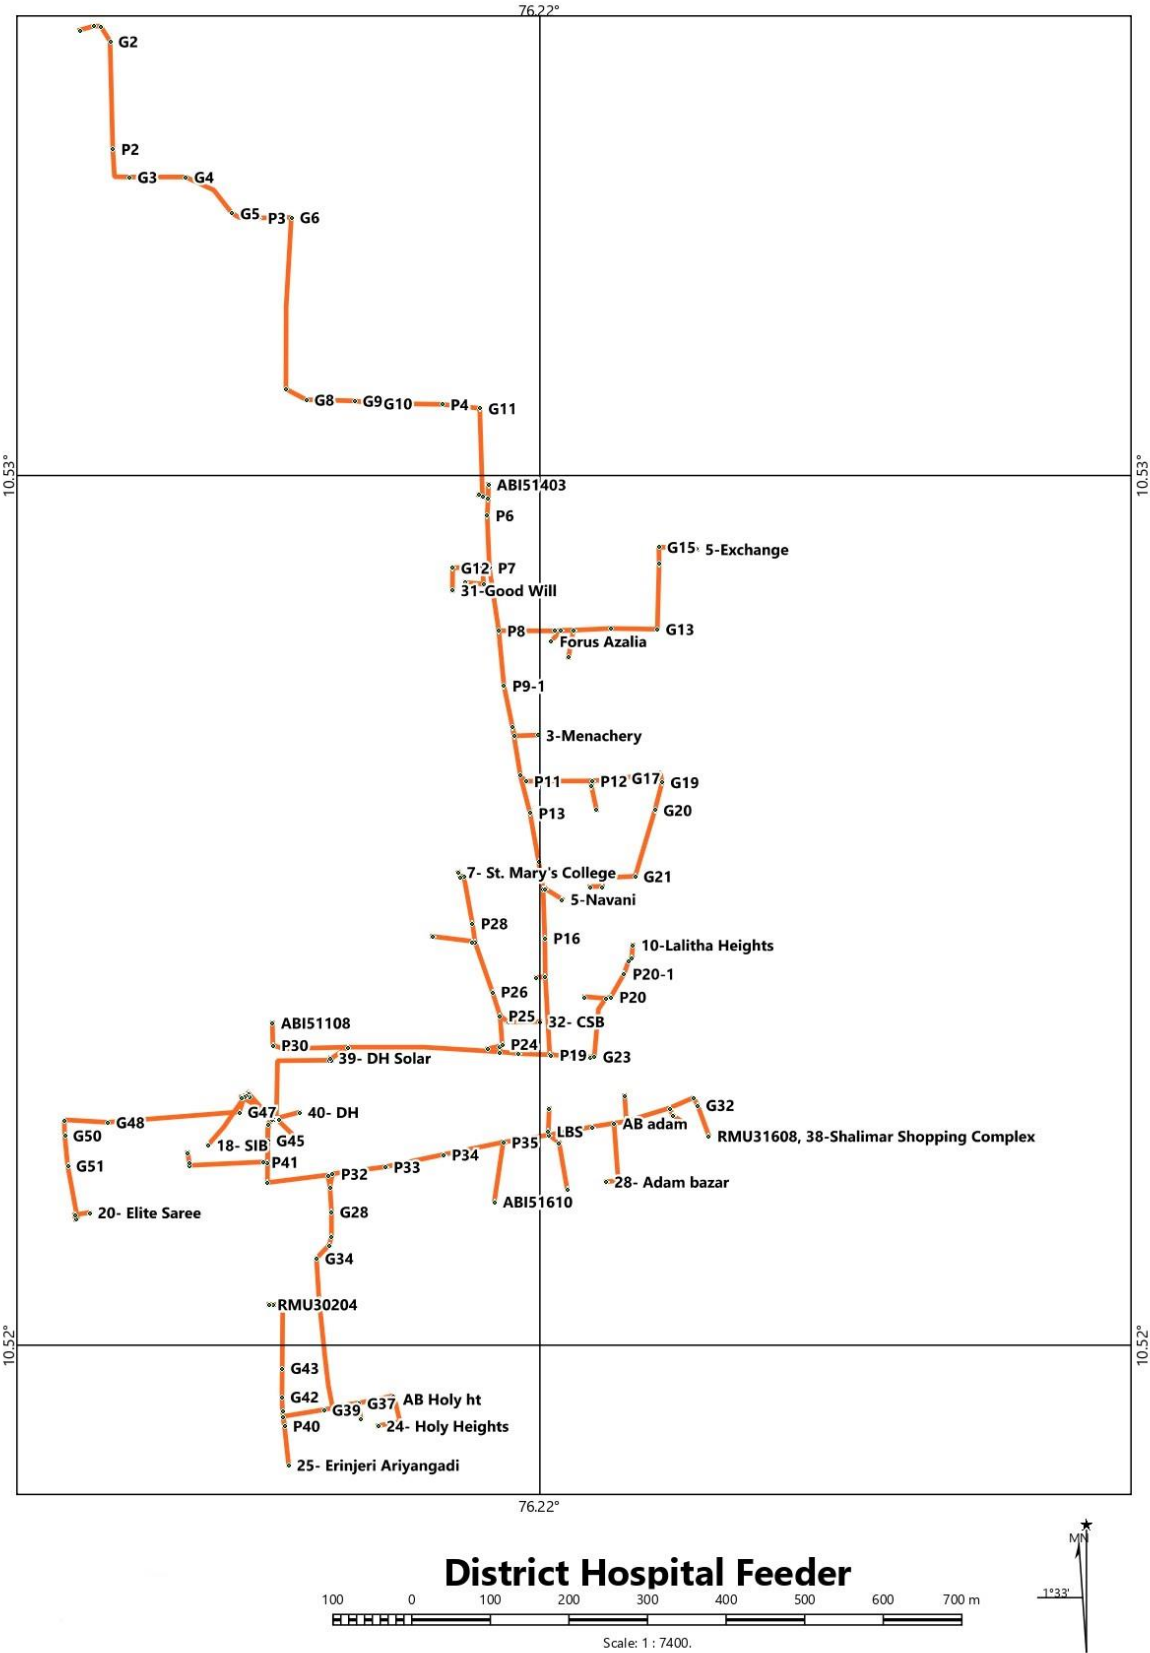 76.22°
G2
P2
G3
G4
G5
P3
G6
G8
G9
G10
P4
G11
10.53°
10.53°
ABI51403
P6
G12
P7
G15
5-Exchange
31-Good Will
P8
G13
Forus Azalia
P9-1
3-Menachery
P11
P12
G17
G19
P13
G20
7- St. Mary's College
G21
5-Navani
P28
P16
10-Lalitha Heights
P20-1
P26
P20
P25
32- CSB
ABI51108
P30
P24
39- DH Solar
P19
G23
G32
G47
40- DH
G48
AB adam
LBS
G50
18- SIB
G45
P35
RMU31608, 38-Shalimar Shopping Complex
P34
G51
P41
P33
P32
28- Adam bazar
ABI51610
20- Elite Saree
G28
G34
RMU30204
10.52°
10.52°
G43
G42
G37
AB Holy ht
G39
P40
24- Holy Heights
25- Erinjeri Ariyangadi
76.22°
MN
District Hospital Feeder
1°33'
100 0 100 200 300 400 500 600 700 m
Scale: 1 : 7400.